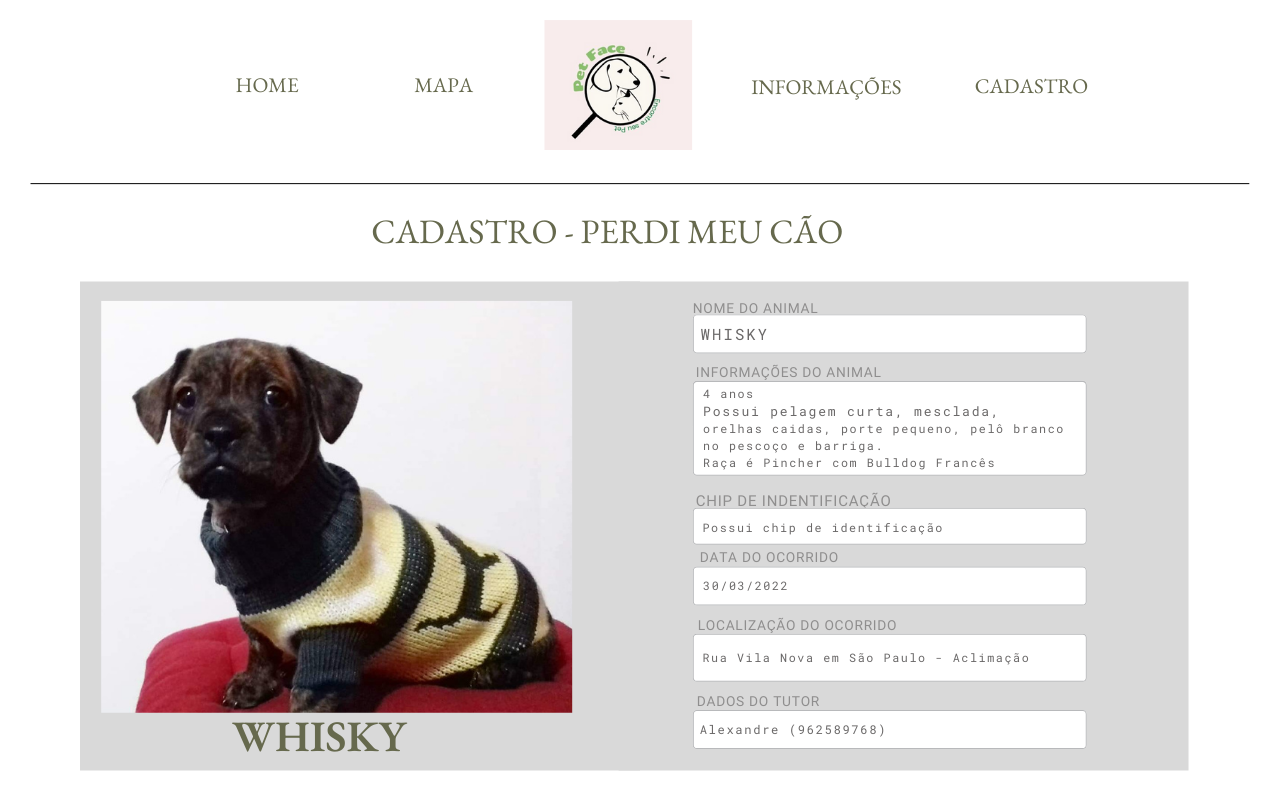 HOME
MAPA
Pet Face
Encontre seu Pet
INFORMAÇÕES
CADASTRO
CADASTRO - PERDI MEU CÃO
WHISKY
NOME DO ANIMAL
WHISKY
INFORMAÇÕES DO ANIMAL
4 anos
Possui pelagem curta, mesclada,
orelhas caidas, porte pequeno, pelô branco
no pescoço e barriga.
Raça é Pincher com Bulldog Francês
CHIP DE INDENTIFICAÇÃO
Possui chip de identificação
DATA DO OCORRIDO
30/03/2022
LOCALIZAÇÃO DO OCORRIDO
Rua Vila Nova em São Paulo - Aclimação
DADOS DO TUTOR
Alexandre (962589768)